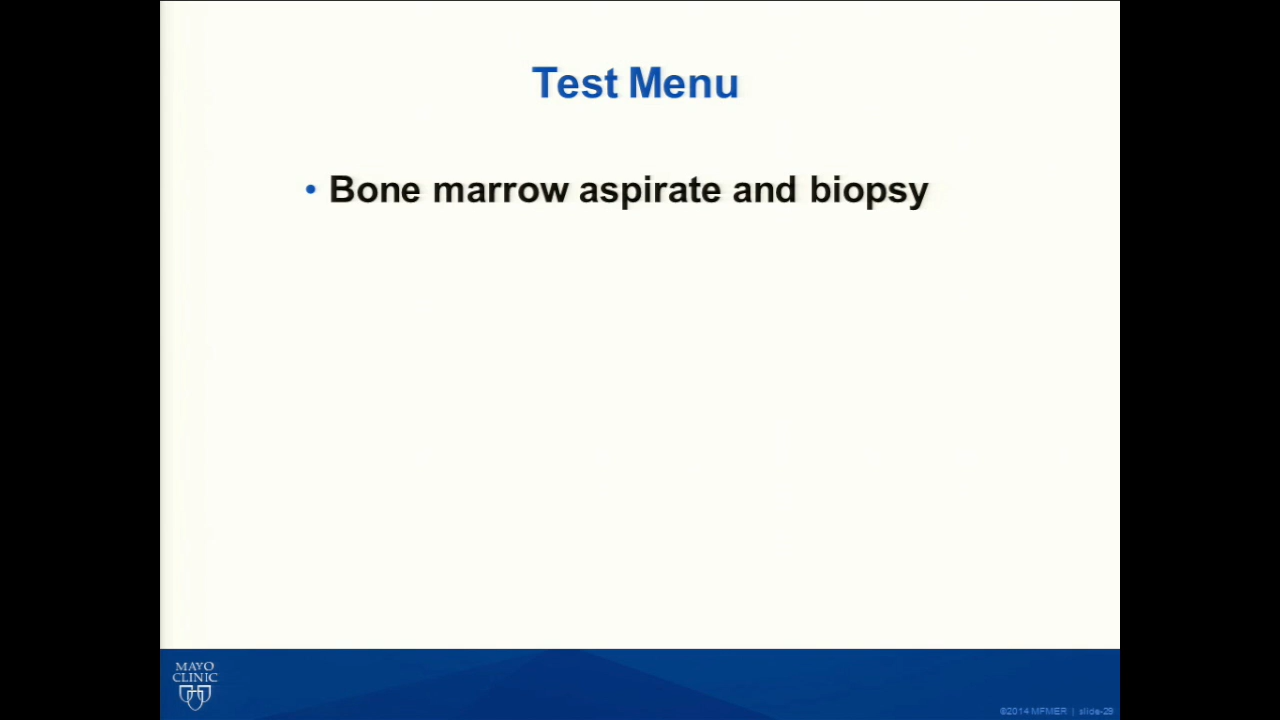 Test Menu
• Bone marrow aspirate and biopsy
MAYO
CLINIC
©2014 MFMER | slide-29